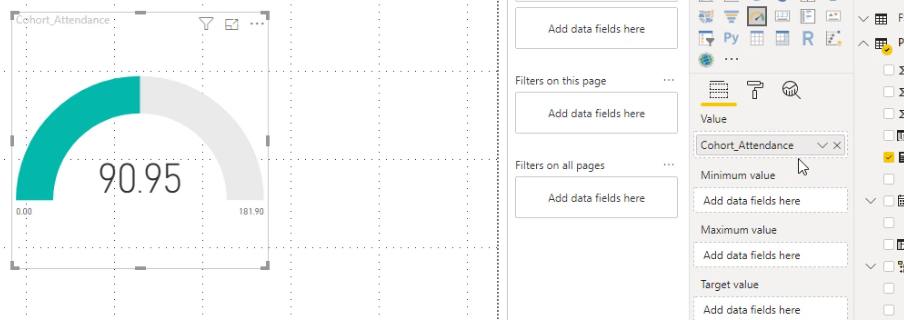 Cohort_Attendance
90.95
0.00
181.90
Add data fields here
Filters on this page
Add data fields here
Filters on all pages
Add data fields here
Py
R
Value
Cohort_Attendance
Minimum value
Add data fields here
Maximum value
Add data fields here
Target value
Add data fields here